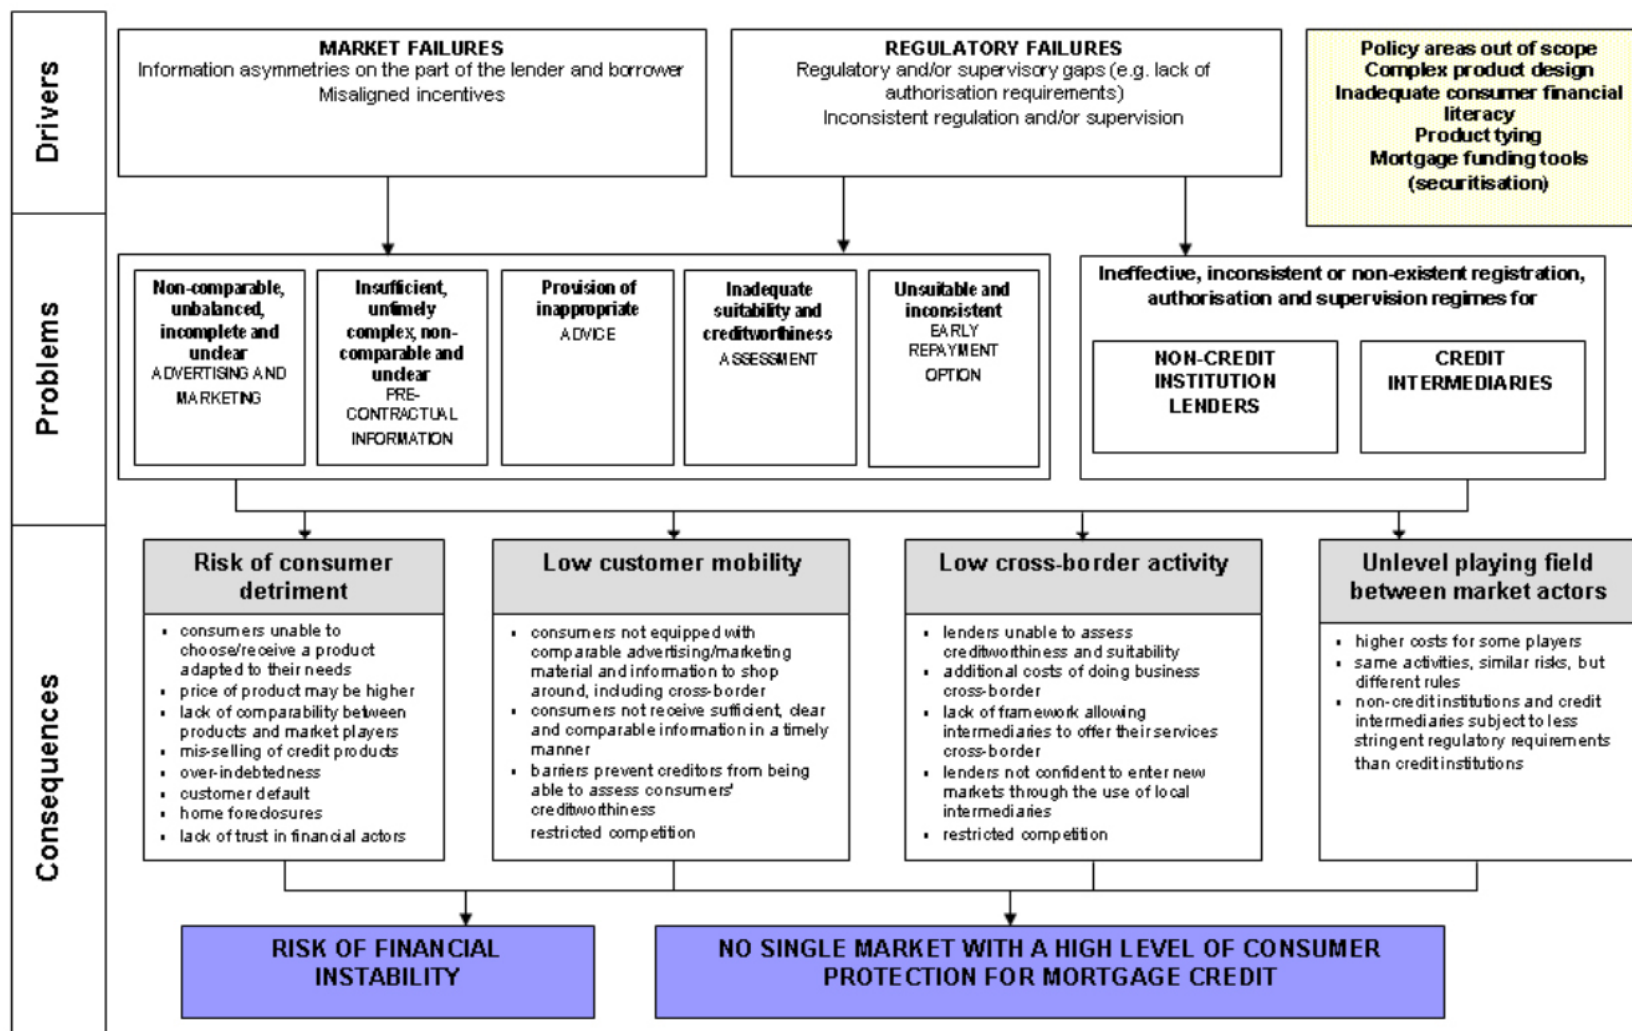 Drivers
MARKET FAILURES
Information asymmetries on the part of the lender and borrower
Misaligned incentives
REGULATORY FAILURES
Regulatory and/or supervisory gaps (e.g. lack of
authorisation requirements)
Inconsistent regulation and/or supervision
Policy areas out of scope
Complex product design
Inadequate consumer financial
literacy
Product tying
Mortgage funding tools
(securitisation)
Problems
Non-comparable,
unbalanced,
incomplete and
unclear
ADVERTISING AND
MARKETING
Insufficient,
untimely
complex, non-
comparable and
unclear
PRE-
CONTRACTUAL
INFORMATION
Provision of
inappropriate
ADVICE
Inadequate
suitability and
creditworthiness
ASSESSMENT
Unsuitable and
inconsistent
EARLY
REPAYMENT
OPTION
Ineffective, inconsistent or non-existent registration,
authorisation and supervision regimes for
NON-CREDIT
INSTITUTION
LENDERS
CREDIT
INTERMEDIARIES
Consequences
Risk of consumer
detriment
▪ consumers unable to
choose/receive a product
adapted to their needs
▪ price of product may be higher
▪ lack of comparability between
products and market players
▪ mis-selling of credit products
▪ over-indebtedness
▪ customer default
▪ home foreclosures
▪ lack of trust in financial actors
Low customer mobility
▪ consumers not equipped with
comparable advertising/marketing
material and information to shop
around, including cross-border
▪ consumers not receive sufficient, clear
and comparable information in a timely
manner
▪ barriers prevent creditors from being
able to assess consumers'
creditworthiness
restricted competition
Low cross-border activity
▪ lenders unable to assess
creditworthiness and suitability
▪ additional costs of doing business
cross-border
▪ lack of framework allowing
intermediaries to offer their services
cross-border
▪ lenders not confident to enter new
markets through the use of local
intermediaries
▪ restricted competition
Unlevel playing field
between market actors
▪ higher costs for some players
▪ same activities, similar risks, but
different rules
▪ non-credit institutions and credit
intermediaries subject to less
stringent regulatory requirements
than credit institutions
RISK OF FINANCIAL
INSTABILITY
NO SINGLE MARKET WITH A HIGH LEVEL OF CONSUMER
PROTECTION FOR MORTGAGE CREDIT